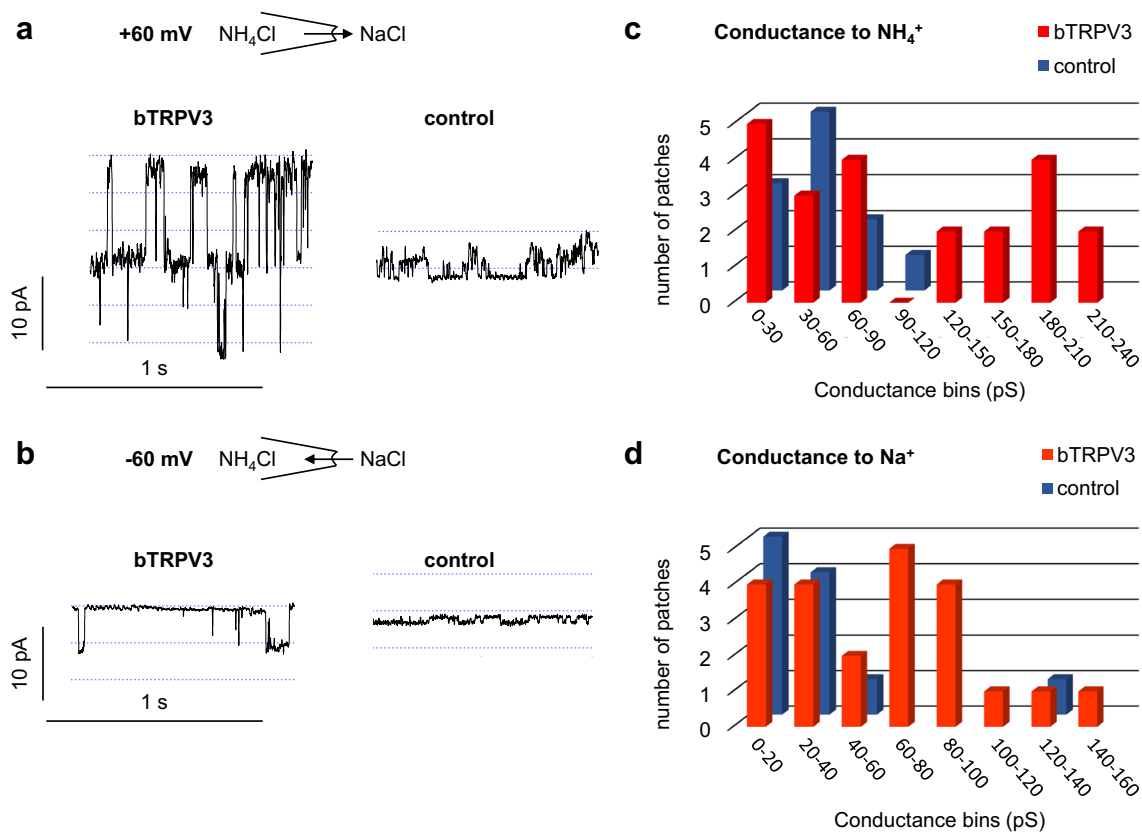 a
+60 mV NH₄Cl NaCl
bTRPV3 control
10 pA
1 s
b
-60 mV NH₄Cl NaCl
bTRPV3 control
10 pA
1 s
c
Conductance to NH₄⁺
bTRPV3
control
number of patches
5
4
3
2
1
0
0-30 30-60 60-90 90-120 120-150 150-180 180-210 210-240
Conductance bins (pS)
d
Conductance to Na⁺
bTRPV3
control
number of patches
5
4
3
2
1
0
0-20 20-40 40-60 60-80 80-100 100-120 120-140 140-160
Conductance bins (pS)